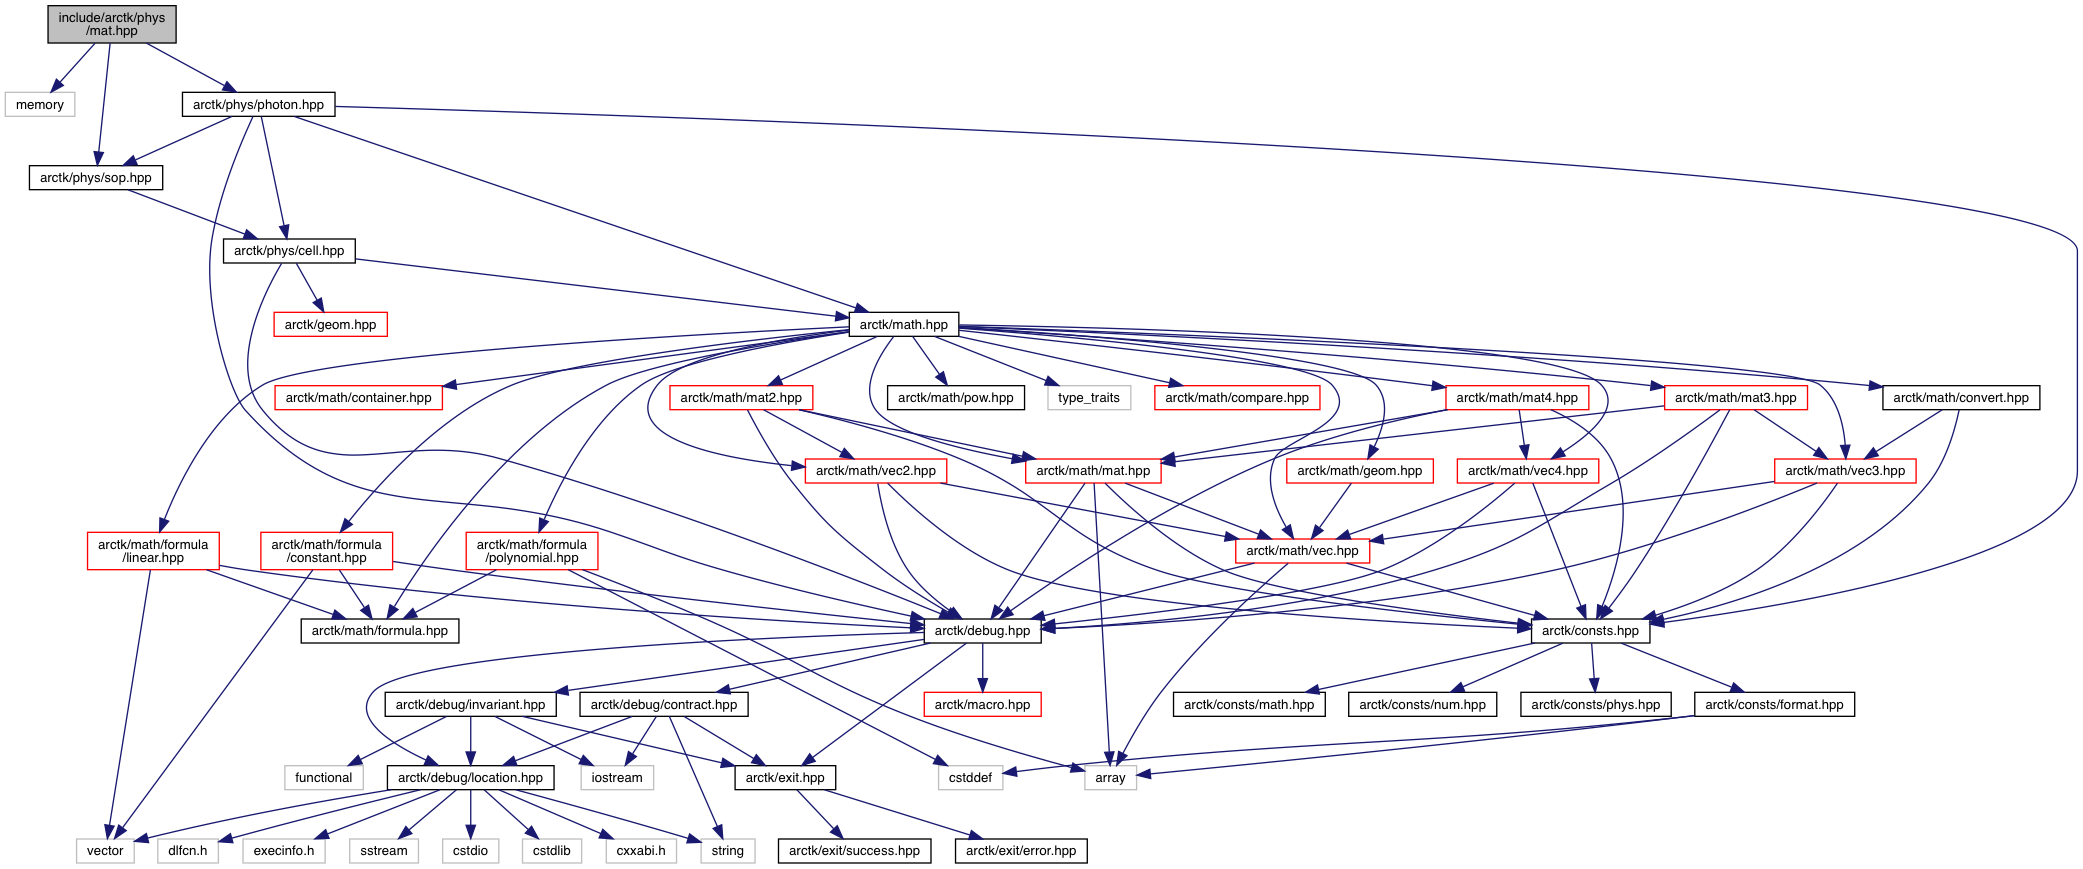 include/arctk/phys
/mat.hpp
memory
arctk/phys/photon.hpp
arctk/phys/sop.hpp
arctk/phys/cell.hpp
arctk/geom.hpp
arctk/math.hpp
arctk/math/container.hpp
arctk/math/mat2.hpp
arctk/math/pow.hpp
type_traits
arctk/math/compare.hpp
arctk/math/mat4.hpp
arctk/math/mat3.hpp
arctk/math/convert.hpp
arctk/math/vec2.hpp
arctk/math/mat.hpp
arctk/math/geom.hpp
arctk/math/vec4.hpp
arctk/math/vec3.hpp
arctk/math/formula
/linear.hpp
arctk/math/formula
/constant.hpp
arctk/math/formula
/polynomial.hpp
arctk/math/vec.hpp
arctk/math/formula.hpp
arctk/debug.hpp
arctk/consts.hpp
arctk/debug/invariant.hpp
arctk/debug/contract.hpp
arctk/macro.hpp
arctk/consts/math.hpp
arctk/consts/num.hpp
arctk/consts/phys.hpp
arctk/consts/format.hpp
functional
arctk/debug/location.hpp
iostream
arctk/exit.hpp
cstddef
array
vector
dlfcn.h
execinfo.h
sstream
cstdio
cstdlib
cxxabi.h
string
arctk/exit/success.hpp
arctk/exit/error.hpp